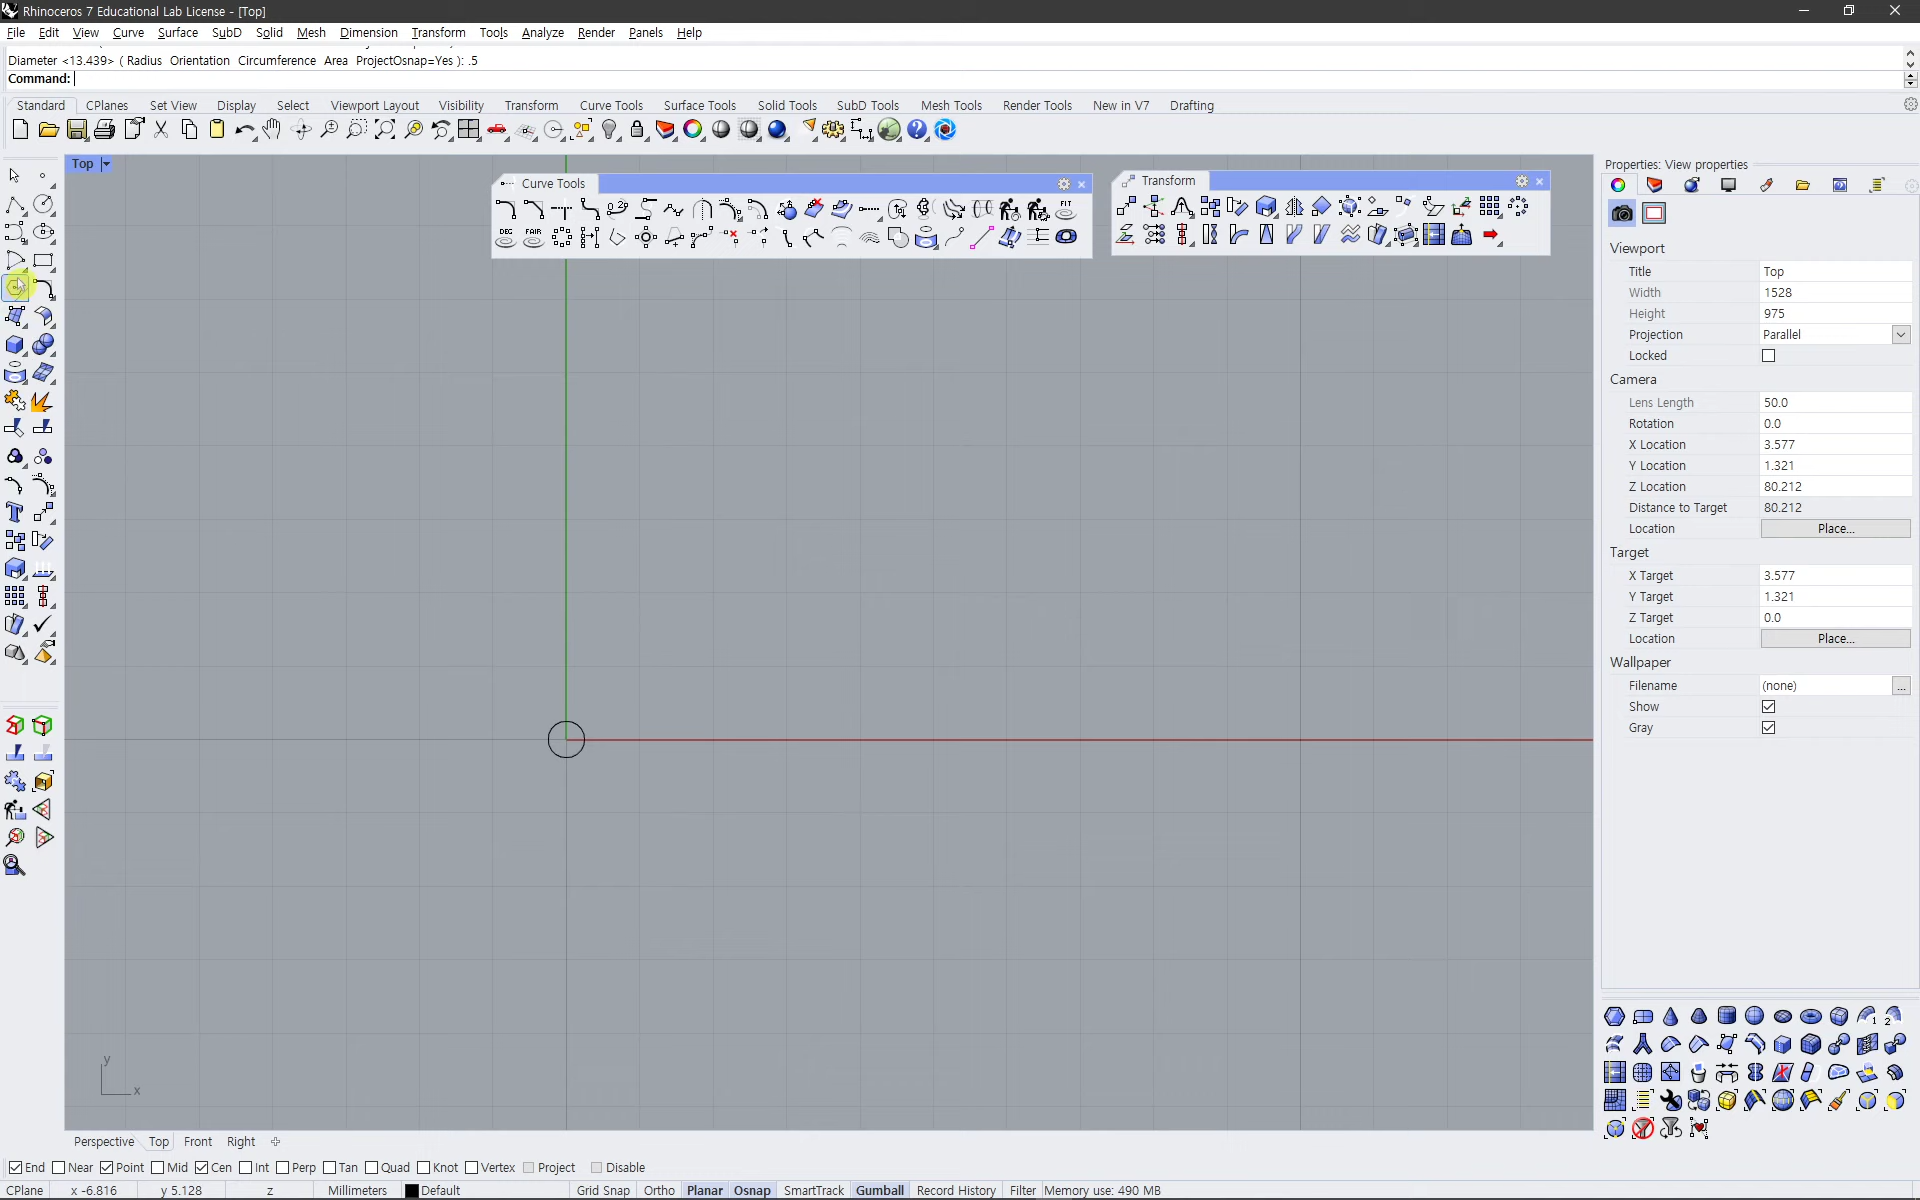 Rhinoceros 7 Educational Lab License - [Top]
File Edit View Curve Surface SubD Solid Mesh Dimension Transform Tools Analyze Render Panels Help
Diameter <13.439> ( Radius Orientation Circumference Area ProjectOsnap=Yes ): .5
Command:
Standard CPlanes Set View Display Select Viewport Layout Visibility Transform Curve Tools Surface Tools Solid Tools SubD Tools Mesh Tools Render Tools New in V7 Drafting
Top
Curve Tools
FIT
DEG FAIR
Transform
Properties: View properties
Viewport
Title Top
Width 1528
Height 975
Projection Parallel
Locked
Camera
Lens Length 50.0
Rotation 0.0
X Location 3.577
Y Location 1.321
Z Location 80.212
Distance to Target 80.212
Location Place...
Target
X Target 3.577
Y Target 1.321
Z Target 0.0
Location Place...
Wallpaper
Filename (none) ...
Show
Gray
y
x
Perspective Top Front Right
End Near Point Mid Cen Int Perp Tan Quad Knot Vertex Project Disable
CPlane x -6.816 y 5.128 z Millimeters Default Grid Snap Ortho Planar Osnap SmartTrack Gumball Record History Filter Memory use: 490 MB